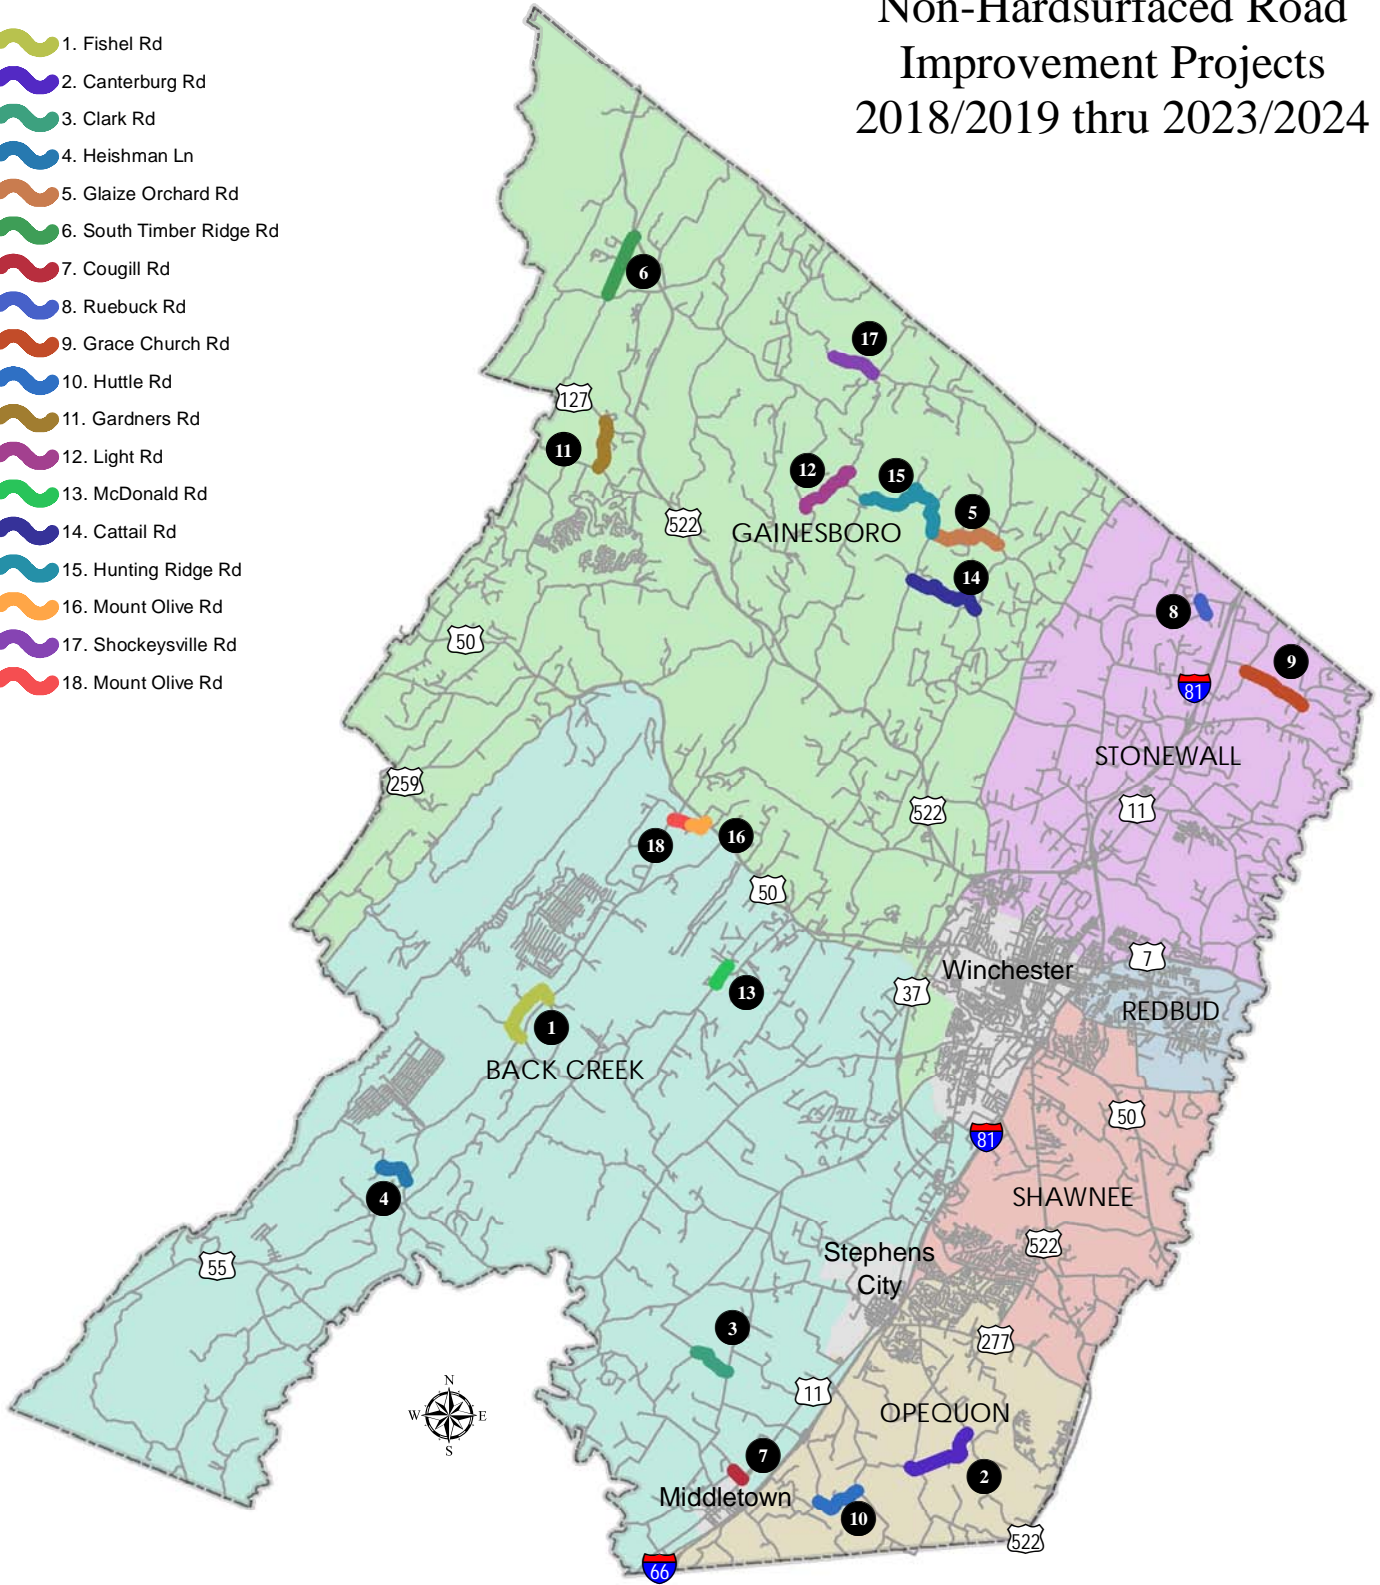 Non-Hardsurfaced Road
Improvement Projects
2018/2019 thru 2023/2024
1. Fishel Rd
2. Canterburg Rd
3. Clark Rd
4. Heishman Ln
5. Glaize Orchard Rd
6. South Timber Ridge Rd
7. Cougill Rd
8. Ruebuck Rd
9. Grace Church Rd
10. Huttle Rd
11. Gardners Rd
12. Light Rd
13. McDonald Rd
14. Cattail Rd
15. Hunting Ridge Rd
16. Mount Olive Rd
17. Shockeysville Rd
18. Mount Olive Rd
6
17
127
11
12
15
5
522
GAINESBORO
14
8
50
9
81
STONEWALL
259
522
11
18
16
50
7
Winchester
37
13
REDBUD
1
BACK CREEK
50
81
4
SHAWNEE
522
Stephens
City
55
3
277
N
W
E
S
11
OPEQUON
7
2
Middletown
10
522
66